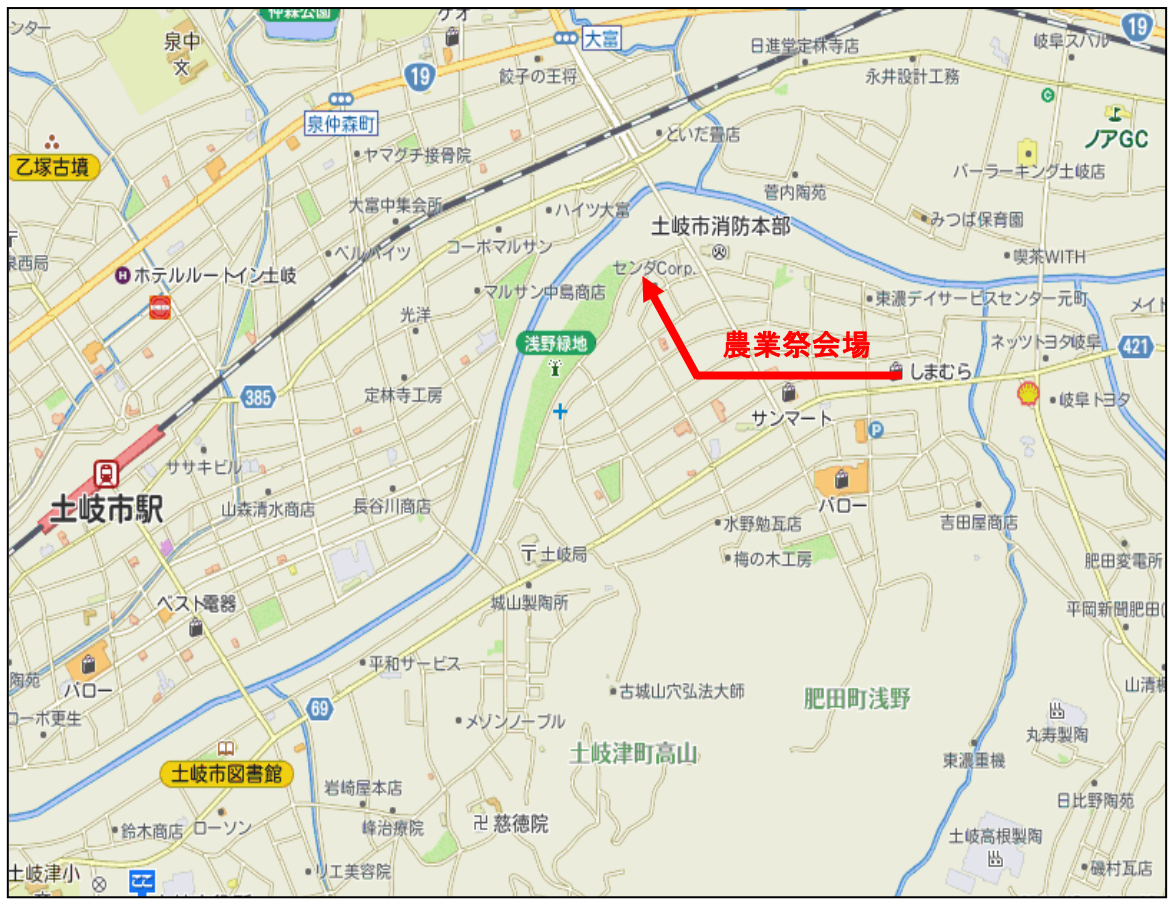 仲森公園
ゲオ
19
大富
日進堂定林寺店
岐阜スバル
ンター
泉中
文
19
餃子の王将
永井設計工務
泉仲森町
といだ畳店
ノアGC
乙塚古墳
ヤマグチ接骨院
パーラーキング土岐店
菅内陶苑
大富中集会所
ハイツ大富
土岐市消防本部
みつば保育園
泉西局
ベルハイツ
コーポマルサン
喫茶WITH
H
ホテルルートイン土岐
センダCorp.
マルサン中島商店
東濃デイサービスセンター元町
メイト
光洋
浅野緑地
農業祭会場
ネッツトヨタ岐阜
421
しまむら
385
定林寺工房
サンマート
岐阜トヨタ
P
ササキビル
土岐市駅
山森清水商店
長谷川商店
バロー
水野勉瓦店
吉田屋商店
土岐局
梅の木工房
肥田変電所
ベスト電器
城山製陶所
平岡新聞肥田
平和サービス
陶苑
バロー
古城山穴弘法大師
肥田町浅野
山清
コーポ更生
69
メゾンノーブル
丸寿製陶
土岐津町高山
東濃重機
土岐市図書館
岩崎屋本店
日比野陶苑
鈴木商店
ローソン
峰治療院
卍慈徳院
土岐高根製陶
土岐津小
リエ美容院
磯村瓦店